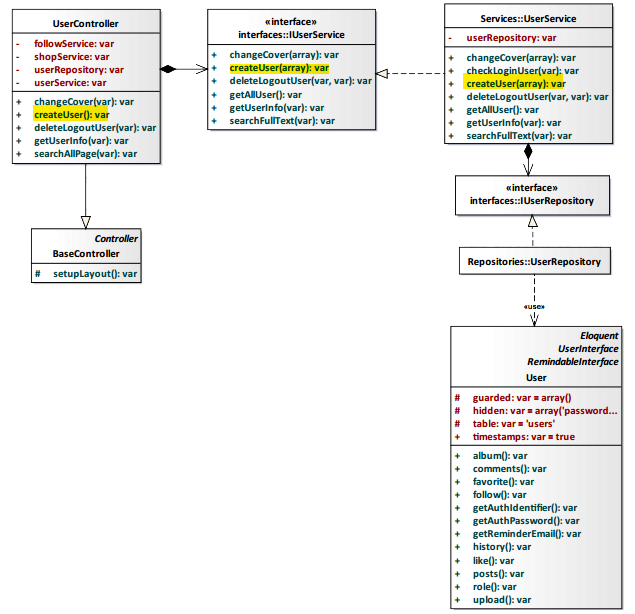 UserController
- followService: var
- shopService: var
- userRepository: var
- userService: var
+ changeCover(var): var
+ createUser(): var
+ deleteLogoutUser(var): var
+ getUserInfo(var): var
+ searchAllPage(var): var
«interface»
interfaces::IUserService
+ changeCover(array): var
+ createUser(array): var
+ deleteLogoutUser(var, var): var
+ getAllUser(): var
+ getUserInfo(var): var
+ searchFullText(var): var
Services::UserService
- userRepository: var
+ changeCover(array): var
+ checkLoginUser(var): var
+ createUser(array): var
+ deleteLogoutUser(var, var): var
+ getAllUser(): var
+ getUserInfo(var): var
+ searchFullText(var): var
«interface»
interfaces::IUserRepository
Controller
BaseController
# setupLayout(): var
Repositories::UserRepository
«use»
Eloquent
UserInterface
RemindableInterface
User
# guarded: var = array()
# hidden: var = array('password...
# table: var = 'users'
+ timestamps: var = true
+ album(): var
+ comments(): var
+ favorite(): var
+ follow(): var
+ getAuthIdentifier(): var
+ getAuthPassword(): var
+ getReminderEmail(): var
+ history(): var
+ like(): var
+ posts(): var
+ role(): var
+ upload(): var